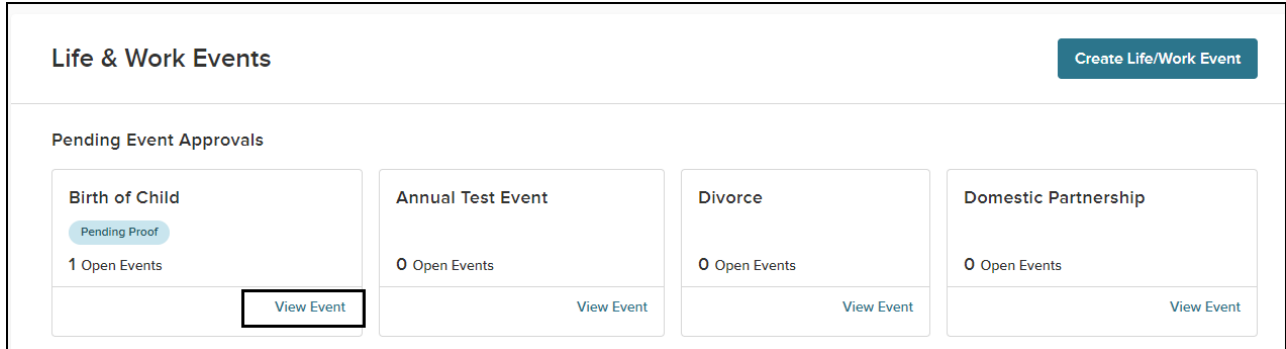 Life & Work Events
Create Life/Work Event
Pending Event Approvals
Birth of Child
Pending Proof
1 Open Events
View Event
Annual Test Event
0 Open Events
View Event
Divorce
0 Open Events
View Event
Domestic Partnership
0 Open Events
View Event